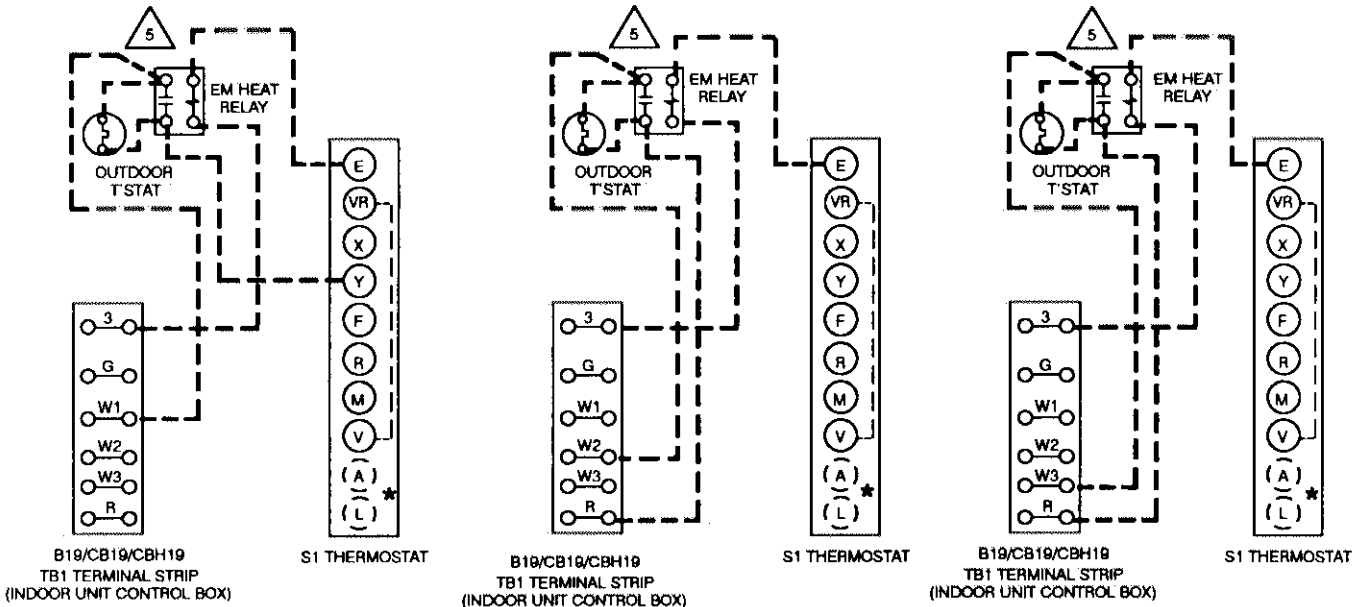 5
EM HEAT
RELAY
OUTDOOR
T'STAT
E
VR
X
Y
F
R
M
V
(A)
*
(L)
3
G
W1
W2
W3
R
B19/CB19/CBH19
TB1 TERMINAL STRIP
(INDOOR UNIT CONTROL BOX)
S1 THERMOSTAT
5
EM HEAT
RELAY
OUTDOOR
T'STAT
E
VR
X
Y
F
R
M
V
(A)
*
(L)
3
G
W1
W2
W3
R
B19/CB19/CBH19
TB1 TERMINAL STRIP
(INDOOR UNIT CONTROL BOX)
S1 THERMOSTAT
5
EM HEAT
RELAY
OUTDOOR
T'STAT
E
VR
X
Y
F
R
M
V
(A)
*
(L)
3
G
W1
W2
W3
R
B19/CB19/CBH19
TB1 TERMINAL STRIP
(INDOOR UNIT CONTROL BOX)
S1 THERMOSTAT